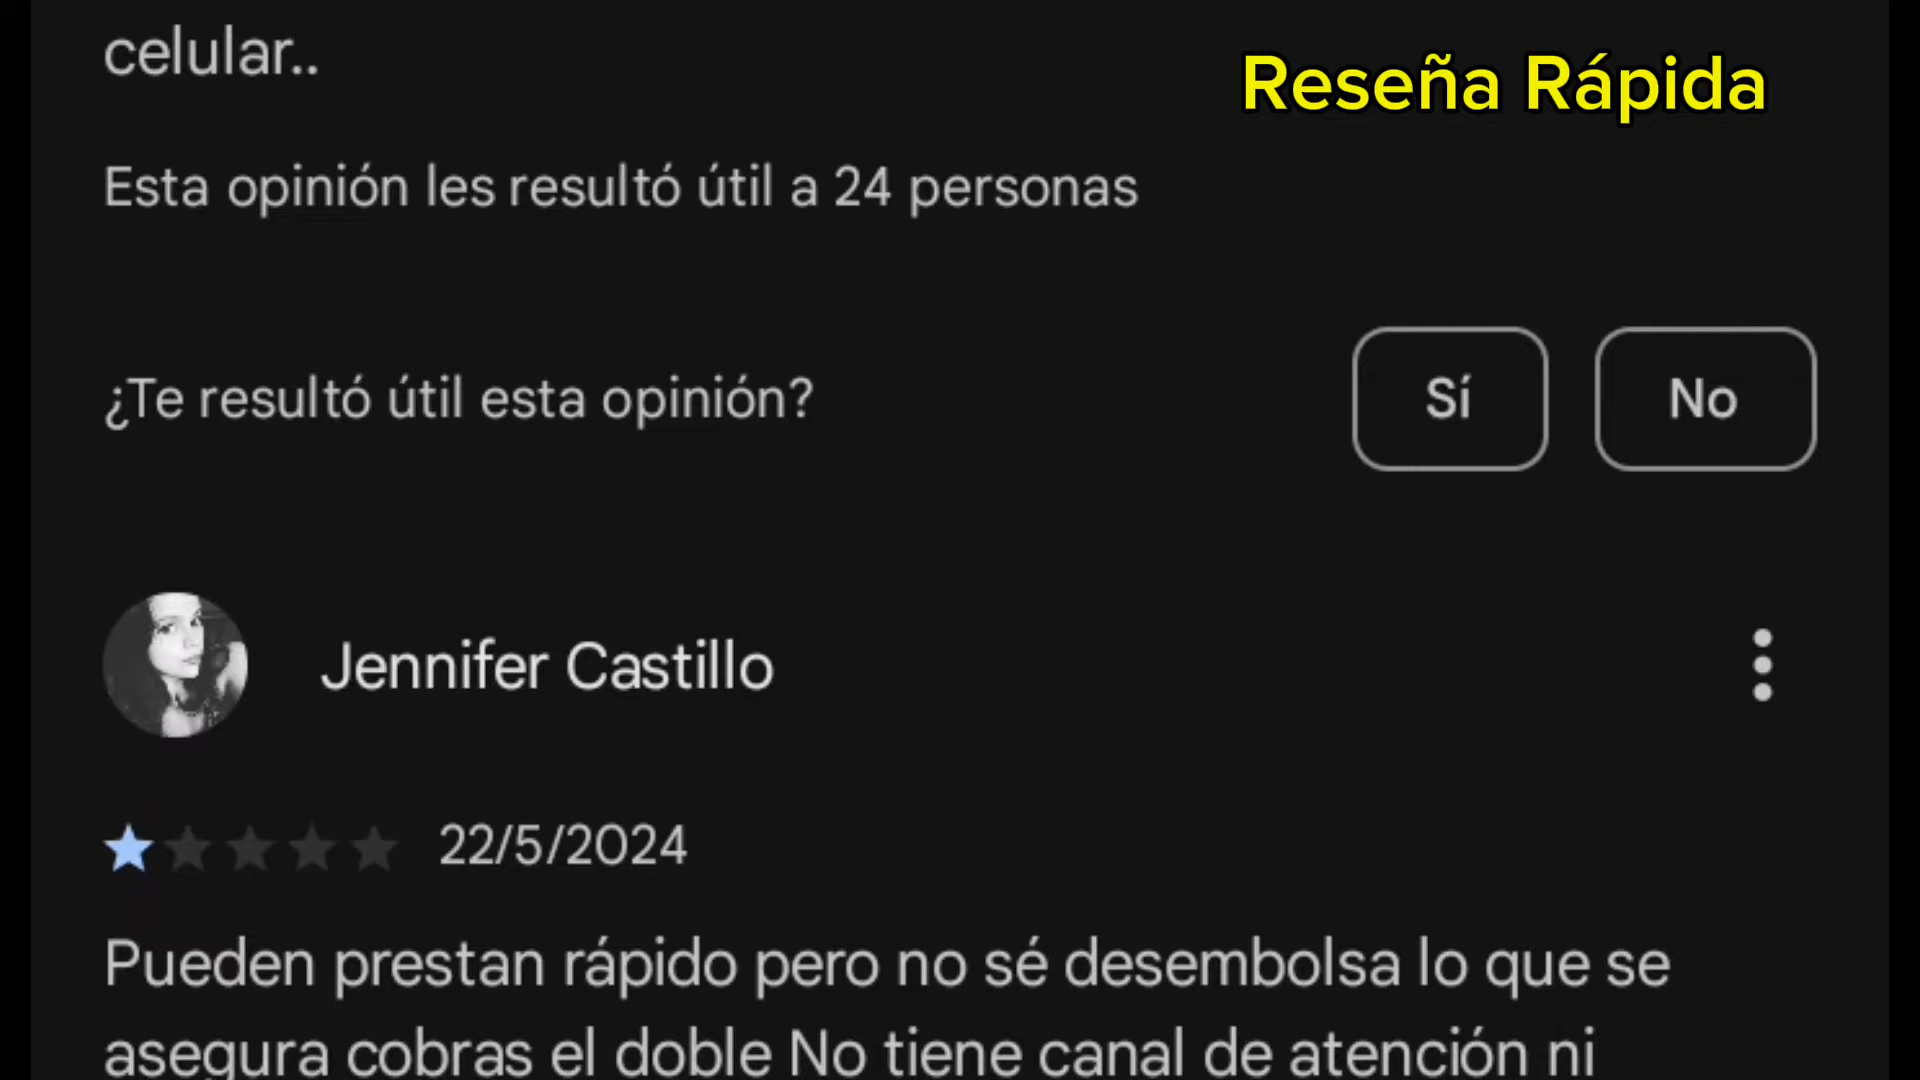 celular..
Reseña Rápida
Esta opinión les resultó útil a 24 personas
¿Te resultó útil esta opinión?
Sí
No
Jennifer Castillo
22/5/2024
Pueden prestan rápido pero no sé desembolsa lo que se
asegura cobras el doble No tiene canal de atención ni